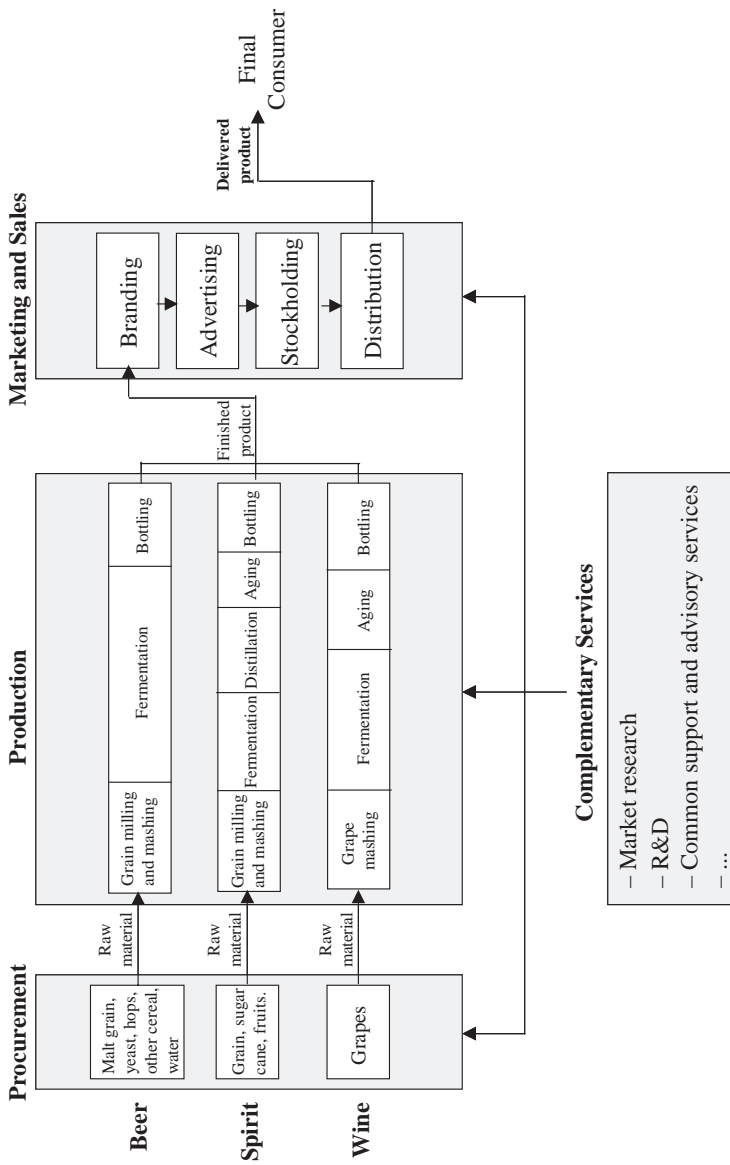 Procurement
Production
Marketing and Sales
Beer
Malt grain,
yeast, hops,
other cereal,
water
Raw
material
Grain milling
and mashing
Fermentation
Bottling
Spirit
Grain, sugar
cane, fruits.
Raw
material
Grain milling
and mashing
Fermentation
Distillation
Aging
Bottling
Wine
Grapes
Raw
material
Grape
mashing
Fermentation
Aging
Bottling
Finished
product
Branding
Advertising
Stockholding
Distribution
Delivered
product
Final
Consumer
Complementary Services
– Market research
– R&D
– Common support and advisory services
– ...